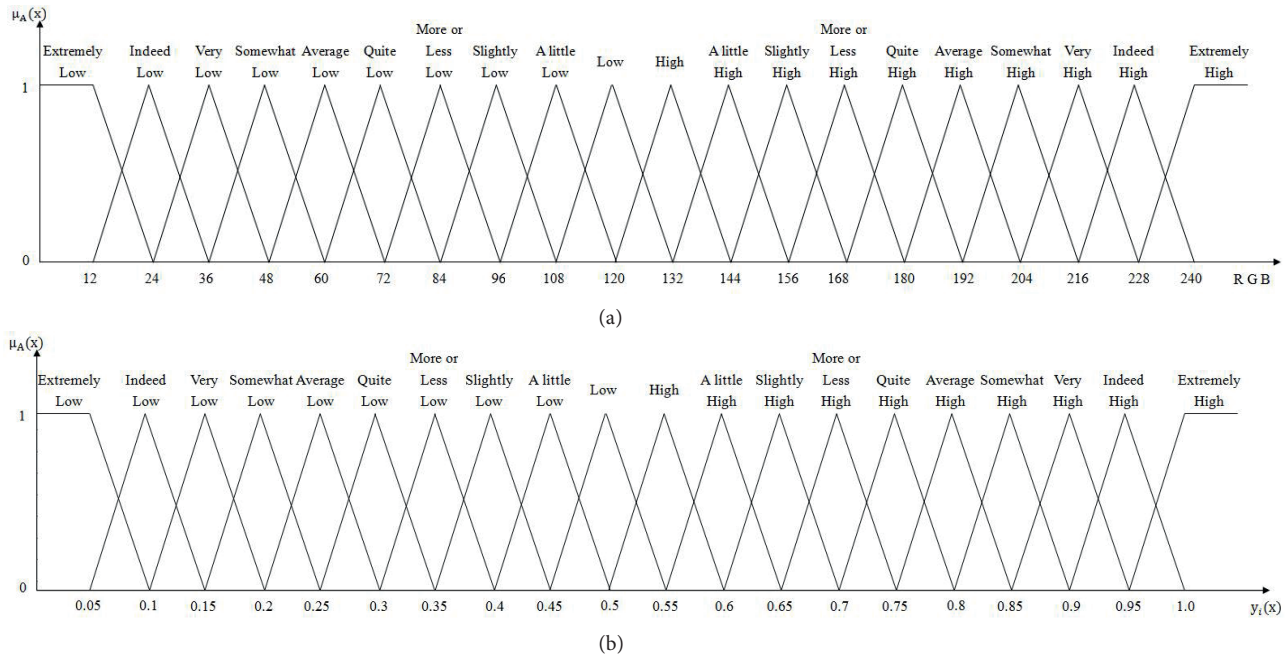 μA(x)
More or More or
Extremely Indeed Very Somewhat Average Quite Less Slightly A little Low High A little Slightly Less Quite Average Somewhat Very Indeed Extremely
Low Low Low Low Low Low Low Low Low High High High High High High High High High
1
0
12 24 36 48 60 72 84 96 108 120 132 144 156 168 180 192 204 216 228 240 R G B
(a)
μA(x)
More or More or
Extremely Indeed Very Somewhat Average Quite Less Slightly A little Low High A little Slightly Less Quite Average Somewhat Very Indeed Extremely
Low Low Low Low Low Low Low Low Low High High High High High High High High High
1
0
0.05 0.1 0.15 0.2 0.25 0.3 0.35 0.4 0.45 0.5 0.55 0.6 0.65 0.7 0.75 0.8 0.85 0.9 0.95 1.0 yi(x)
(b)